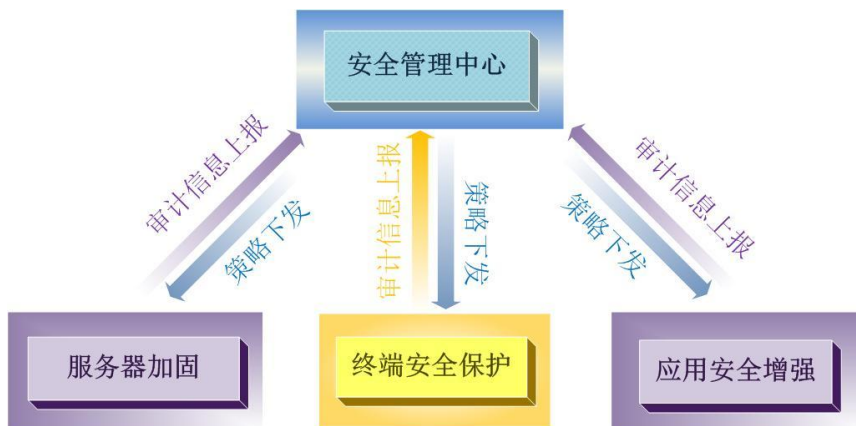 安全管理中心
审计信息上报
策略下发
审计信息上报
策略下发
审计信息上报
策略下发
服务器加固
终端安全保护
应用安全增强